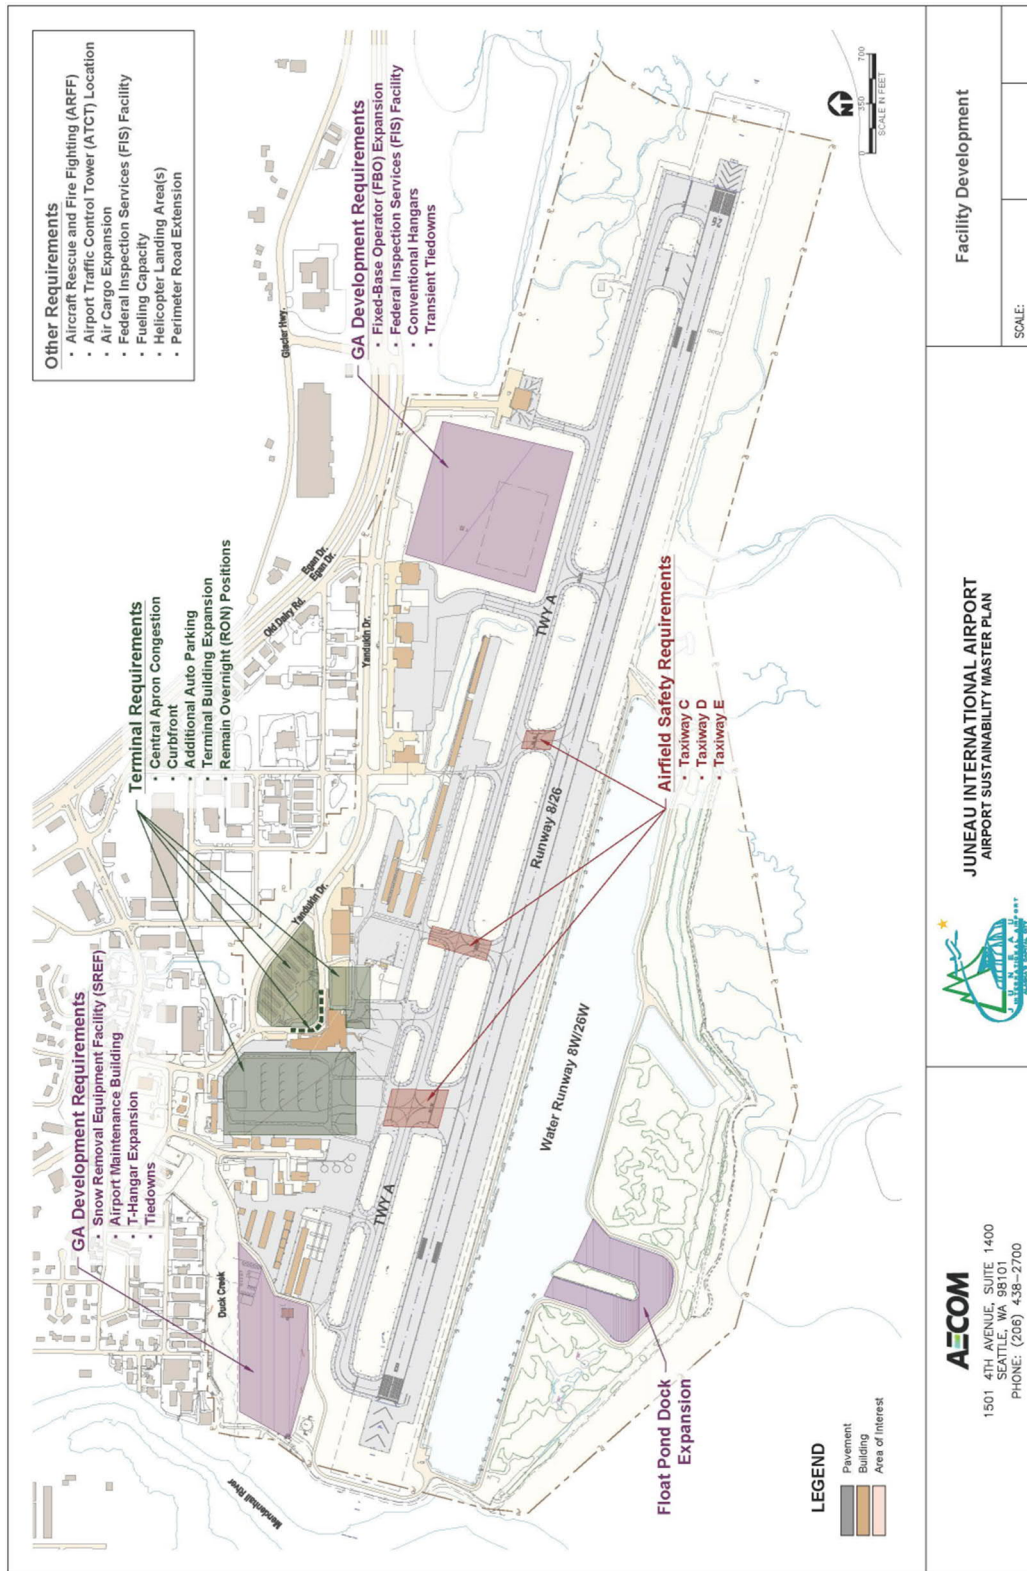 Other Requirements
• Aircraft Rescue and Fire Fighting (ARFF)
• Airport Traffic Control Tower (ATCT) Location
• Air Cargo Expansion
• Federal Inspection Services (FIS) Facility
• Fueling Capacity
• Helicopter Landing Area(s)
• Perimeter Road Extension
GA Development Requirements
• Snow Removal Equipment Facility (SREF)
• Airport Maintenance Building
• T-Hangar Expansion
• Tiedowns
Terminal Requirements
• Central Apron Congestion
• Curbfront
• Additional Auto Parking
• Terminal Building Expansion
• Remain Overnight (RON) Positions
GA Development Requirements
• Fixed-Base Operator (FBO) Expansion
• Federal Inspection Services (FIS) Facility
• Conventional Hangars
• Transient Tiedowns
Glacier Hwy.
Egan Dr.
Egan Dr.
Old Dairy Rd.
Yandukin Dr.
Yandukin Dr.
Duck Creek
Mendenhall River
TWY A
TWY A
Runway 8/26
Water Runway 8W/26W
Airfield Safety Requirements
• Taxiway C
• Taxiway D
• Taxiway E
Float Pond Dock
Expansion
N
0 350 700
SCALE IN FEET
LEGEND
Pavement
Building
Area of Interest
AECOM
1501 4TH AVENUE, SUITE 1400
SEATTLE, WA 98101
PHONE: (206) 438-2700
JUNEAU
JUNEAU INTERNATIONAL AIRPORT
AIRPORT SUSTAINABILITY MASTER PLAN
Facility Development
SCALE: